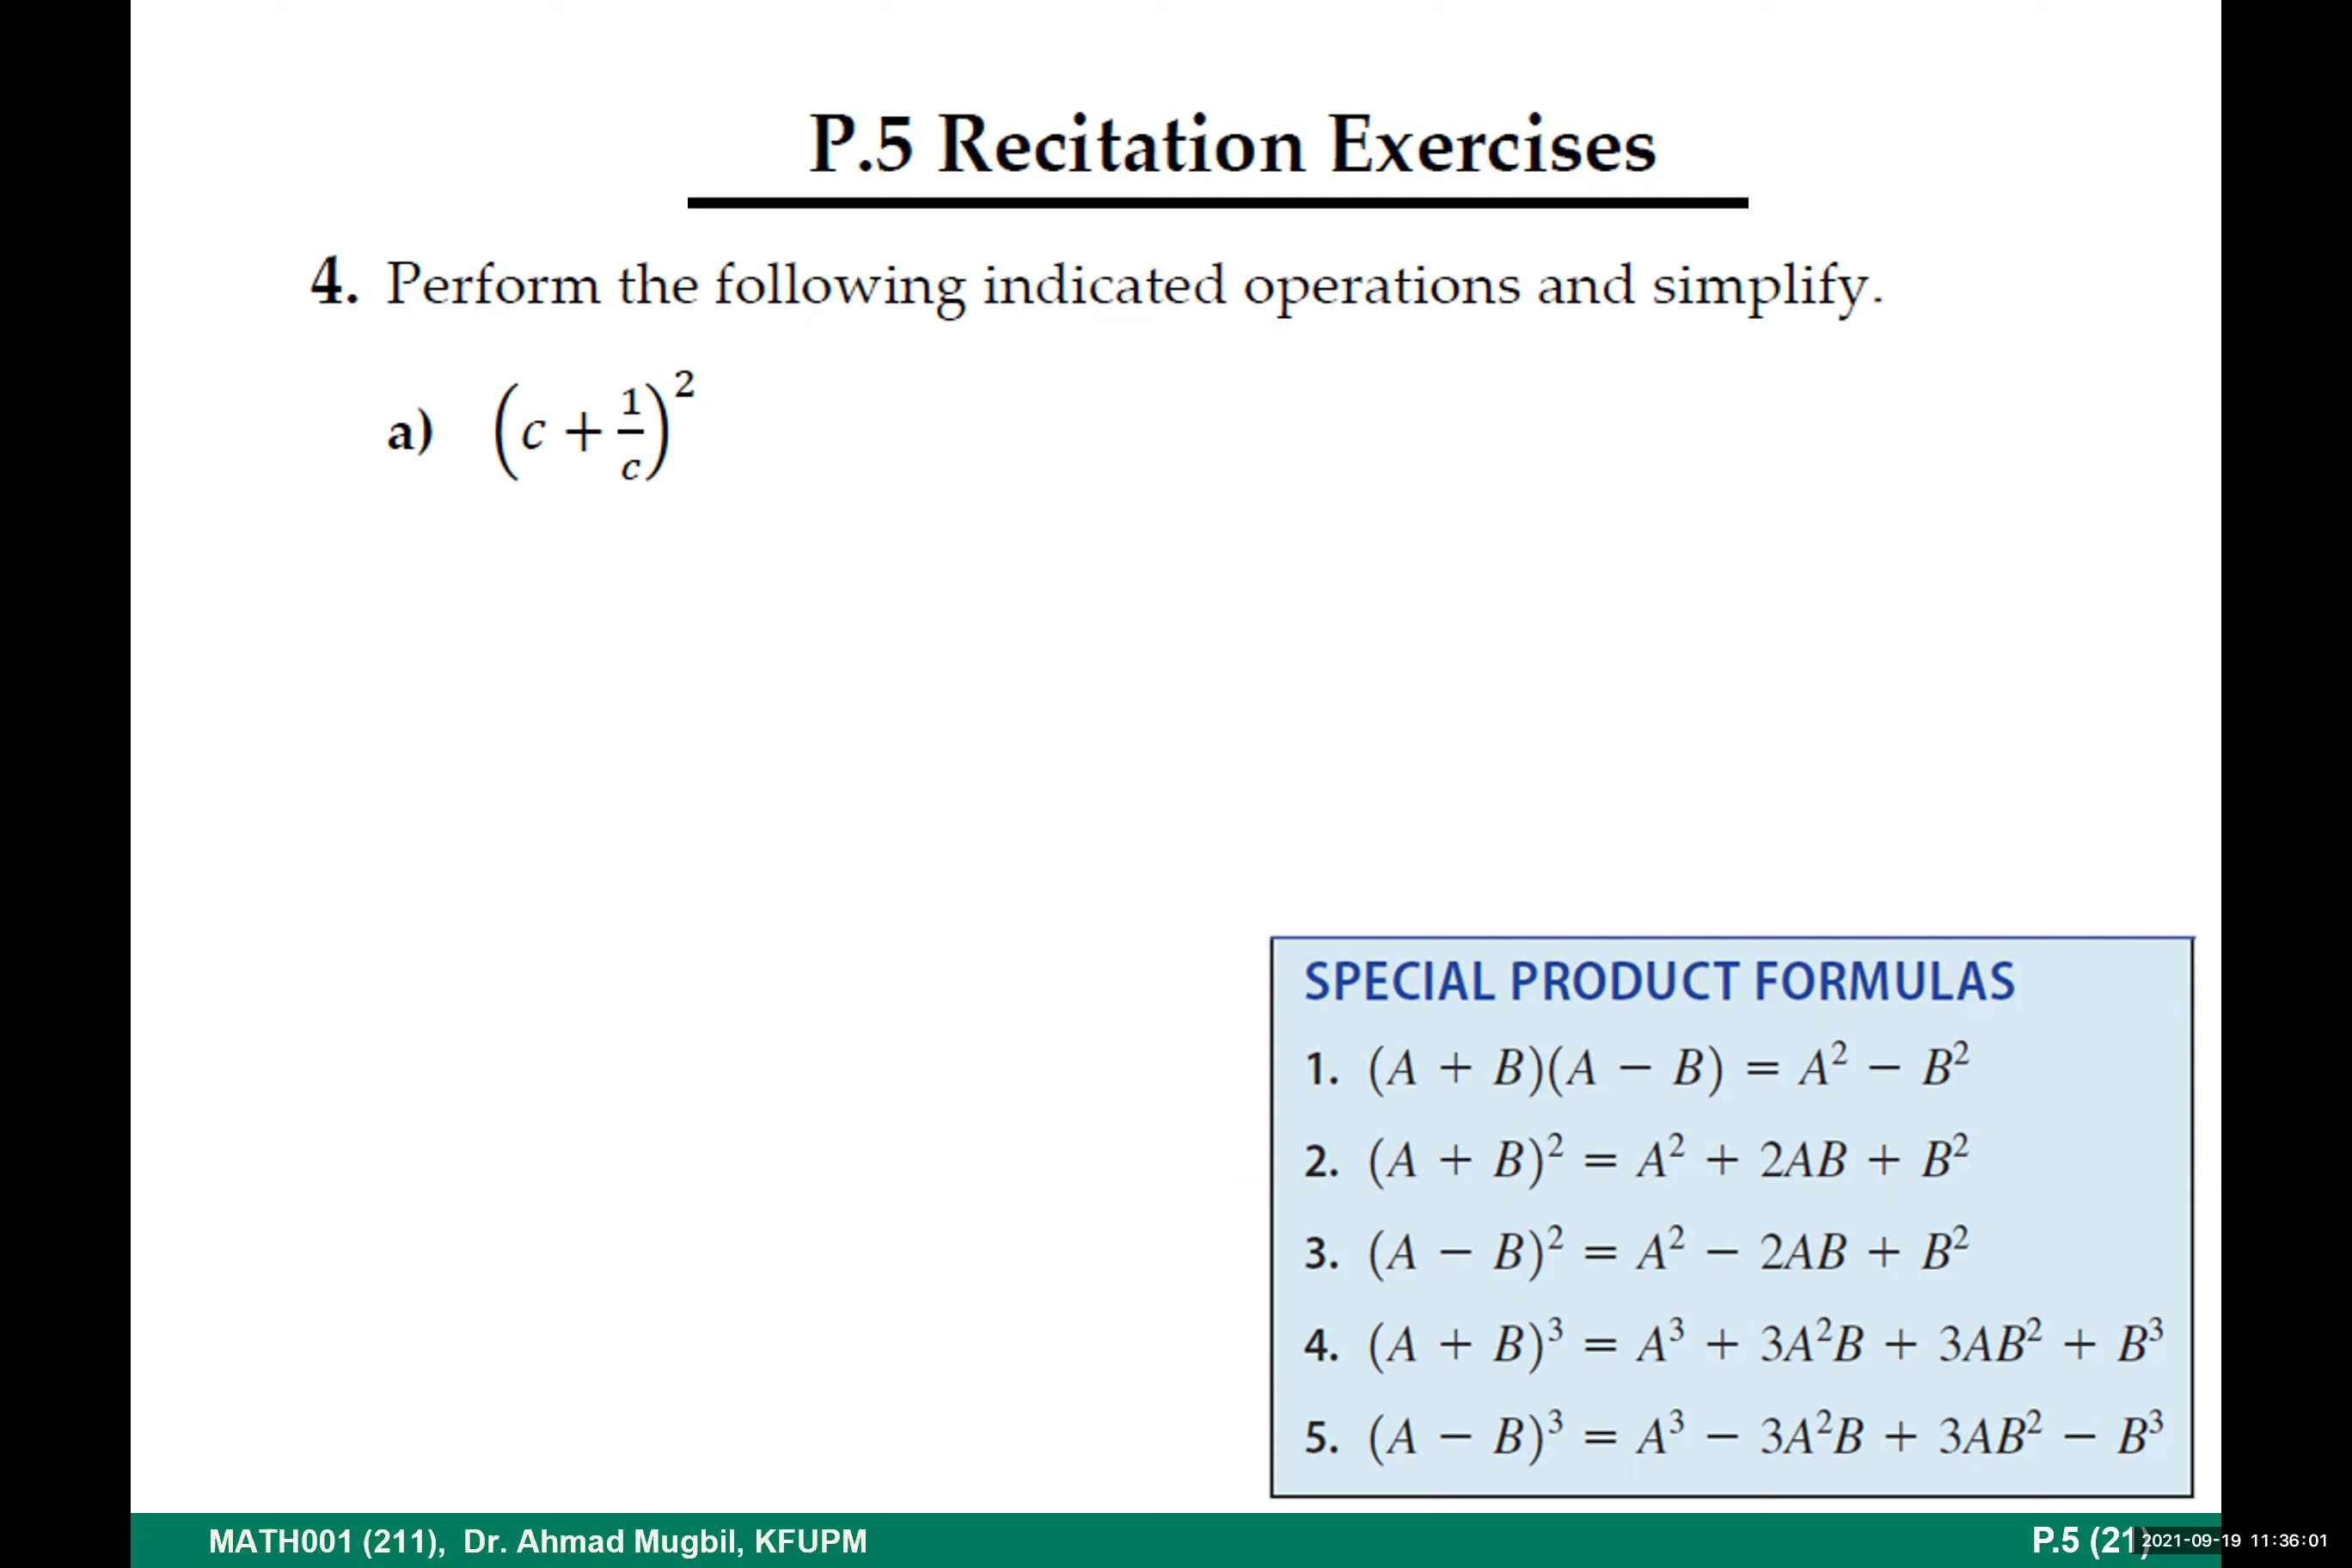 P.5 Recitation Exercises
4. Perform the following indicated operations and simplify.
a) (c + 1/c)²
SPECIAL PRODUCT FORMULAS
1. (A + B)(A − B) = A² − B²
2. (A + B)² = A² + 2AB + B²
3. (A − B)² = A² − 2AB + B²
4. (A + B)³ = A³ + 3A²B + 3AB² + B³
5. (A − B)³ = A³ − 3A²B + 3AB² − B³
MATH001 (211), Dr. Ahmad Mugbil, KFUPM
P.5 (21)
2021-09-19 11:36:01